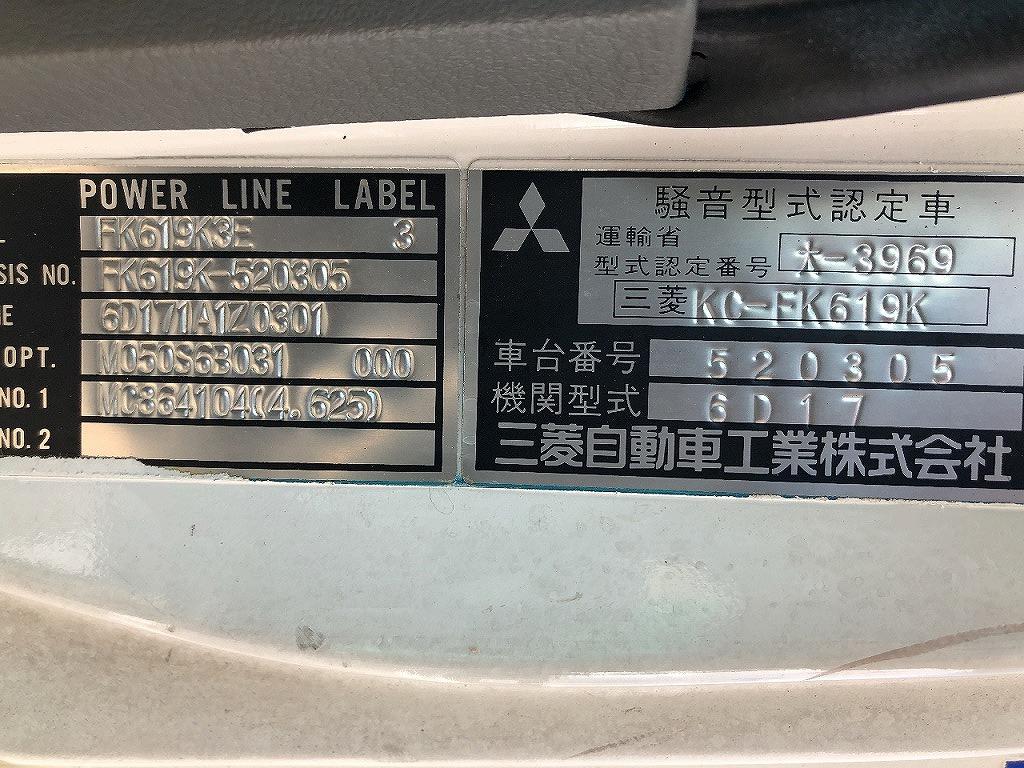 POWER LINE LABEL
L FK619K3E 3
SIS NO. FK619K-520305
NE 6D171A1Z0301
OPT. M050S6B031 000
NO. 1 MC864104(4.625)
NO. 2
騒音型式認定車
運輸省
型式認定番号 大-3969
三菱 KC-FK619K
車台番号 520305
機関型式 6D17
三菱自動車工業株式会社